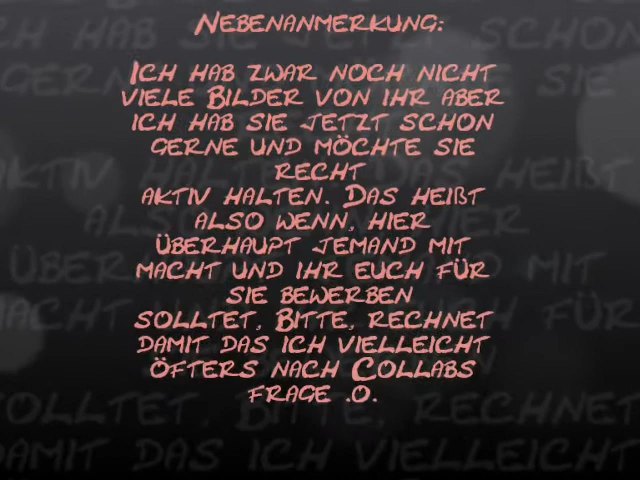 Nebenanmerkung:
Ich hab zwar noch nicht
viele Bilder von ihr aber
ich hab sie jetzt schon
gerne und möchte sie
recht
aktiv halten. Das heißt
also wenn, hier
überhaupt jemand mit
macht und ihr euch für
sie bewerben
solltet, Bitte, rechnet
damit das ich vielleicht
öfters nach Collabs
frage .o.